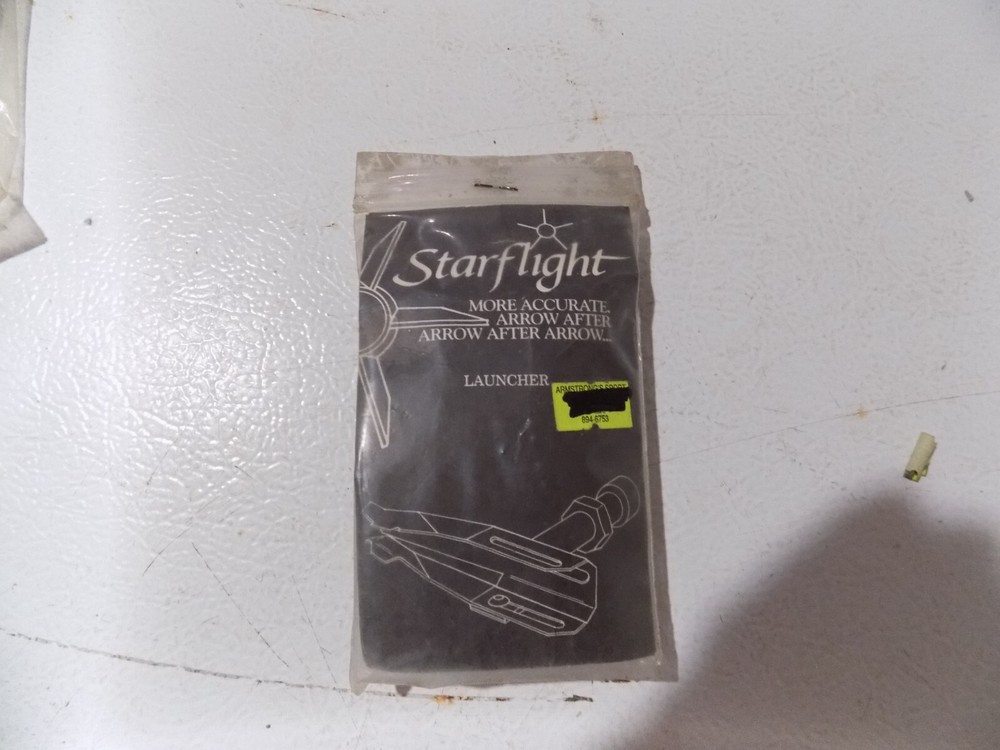 Starflight
MORE ACCURATE.
ARROW AFTER
ARROW AFTER ARROW...
LAUNCHER
ARMSTRONG'S SPORT
894-8753